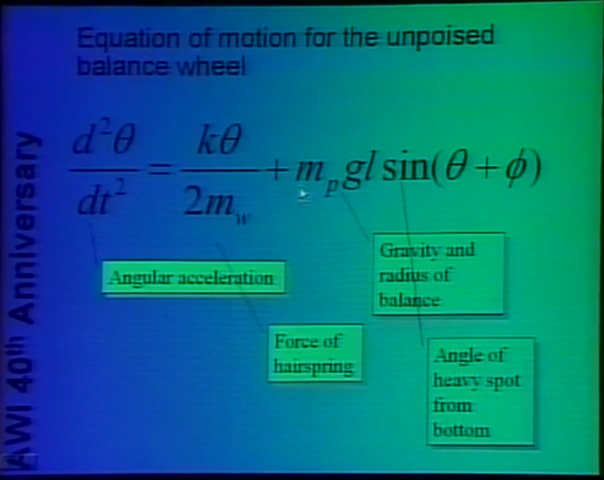 Equation of motion for the unpoised
balance wheel
d²θ/dt² = kθ/2m_w + m_p gl sin(θ + ϕ)
Angular acceleration
Gravity and
radius of
balance
Force of
hairspring
Angle of
heavy spot
from
bottom
AWI 40th Anniversary